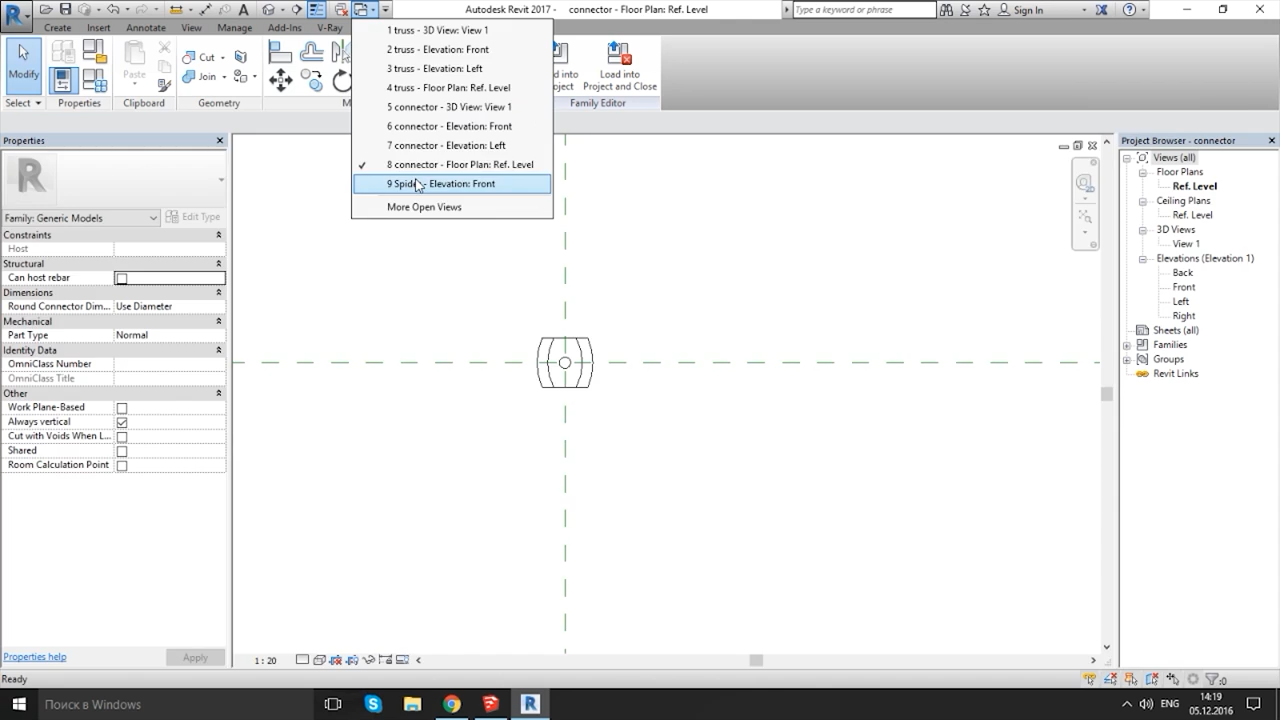 Autodesk Revit 2017 - connector - Floor Plan: Ref. Level
Type a keyword or phrase
Sign In
Create Insert Annotate View Manage Add-Ins V-Ray
Modify
Select
Properties
Paste
Clipboard
Cut
Join
Geometry
Load into
Project and Close
Family Editor
1 truss - 3D View: View 1
2 truss - Elevation: Front
3 truss - Elevation: Left
4 truss - Floor Plan: Ref. Level
5 connector - 3D View: View 1
6 connector - Elevation: Front
7 connector - Elevation: Left
8 connector - Floor Plan: Ref. Level
Elevation: Front
More Open Views
Properties
Family: Generic Models
Edit Type
Constraints
Host
Structural
Can host rebar
Dimensions
Round Connector Dim... Use Diameter
Mechanical
Part Type Normal
Identity Data
OmniClass Number
OmniClass Title
Other
Work Plane-Based
Always vertical
Cut with Voids When L...
Shared
Room Calculation Point
Properties help
Apply
Project Browser - connector
Views (all)
Floor Plans
Ref. Level
Ceiling Plans
Ref. Level
3D Views
View 1
Elevations (Elevation 1)
Back
Front
Left
Right
Sheets (all)
Families
Groups
Revit Links
1 : 20
Ready
:0
Поиск в Windows
ENG
14:19
05.12.2016